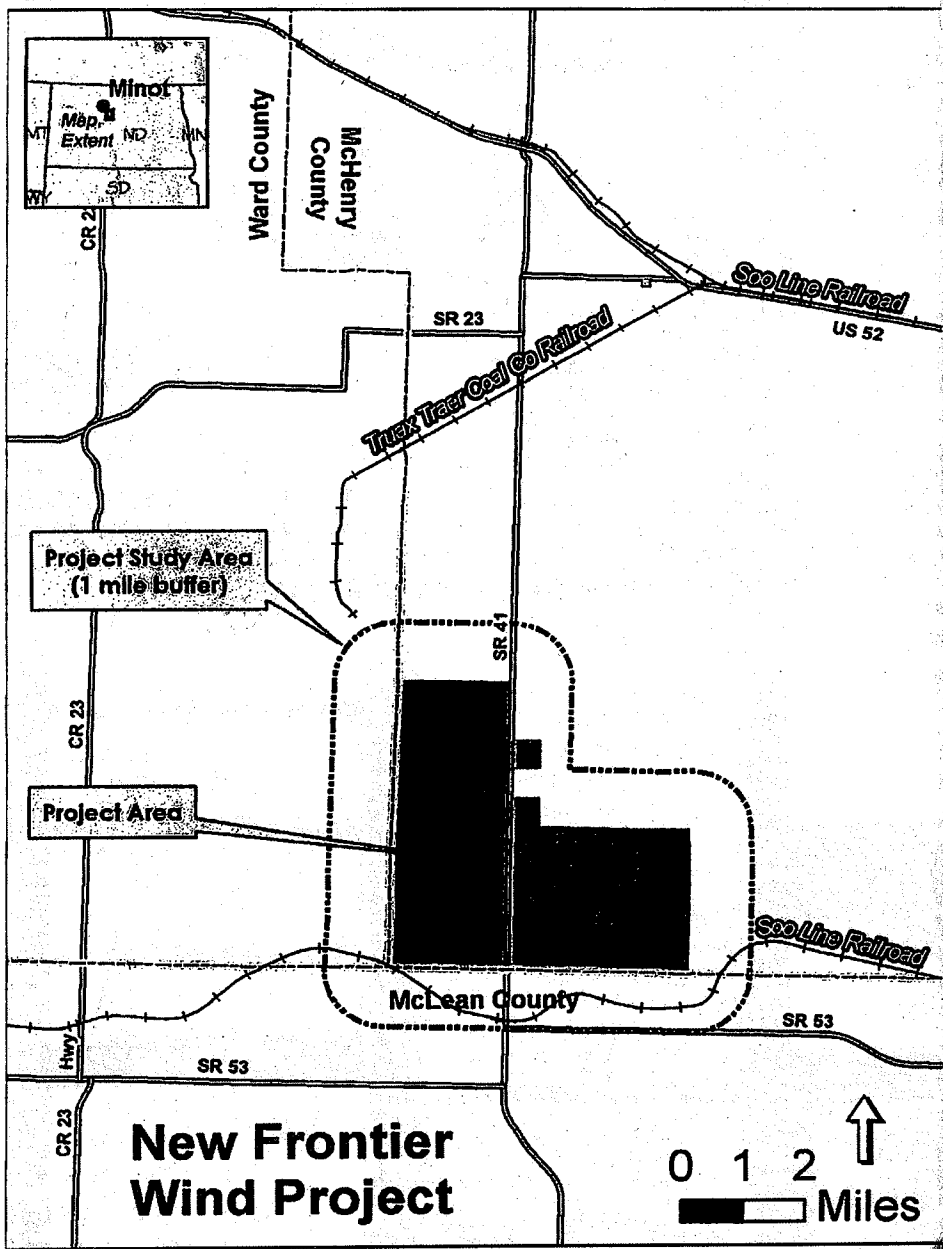 Minot
Map
Extent
MT
ND
MN
SD
WY
CR 2
Ward County
McHenry
County
Soo Line Railroad
US 52
SR 23
Truax Traer Coal Co Railroad
Project Study Area
(1 mile buffer)
SR 41
CR 23
Project Area
Soo Line Railroad
McLean County
SR 53
Hwy
SR 53
CR 23
New Frontier
Wind Project
0 1 2
Miles